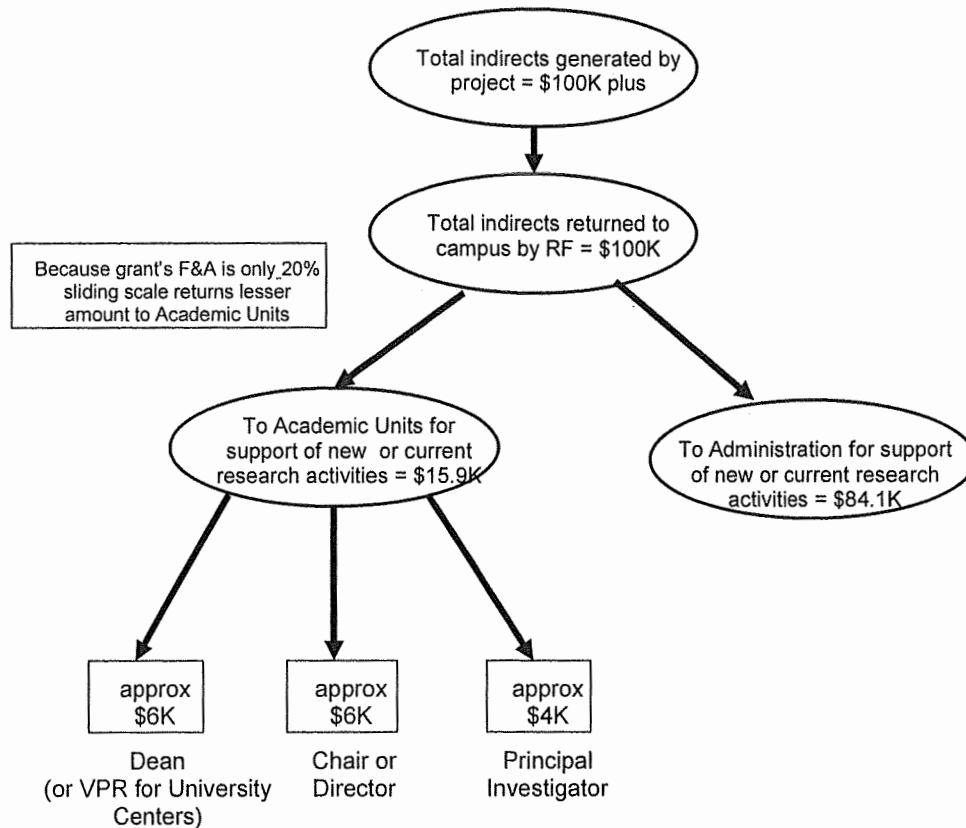 Total indirects generated by
project = $100K plus
Total indirects returned to
campus by RF = $100K
Because grant's F&A is only 20%
sliding scale returns lesser
amount to Academic Units
To Academic Units for
support of new or current
research activities = $15.9K
To Administration for support
of new or current research
activities = $84.1K
approx
$6K
Dean
(or VPR for University
Centers)
approx
$6K
Chair or
Director
approx
$4K
Principal
Investigator